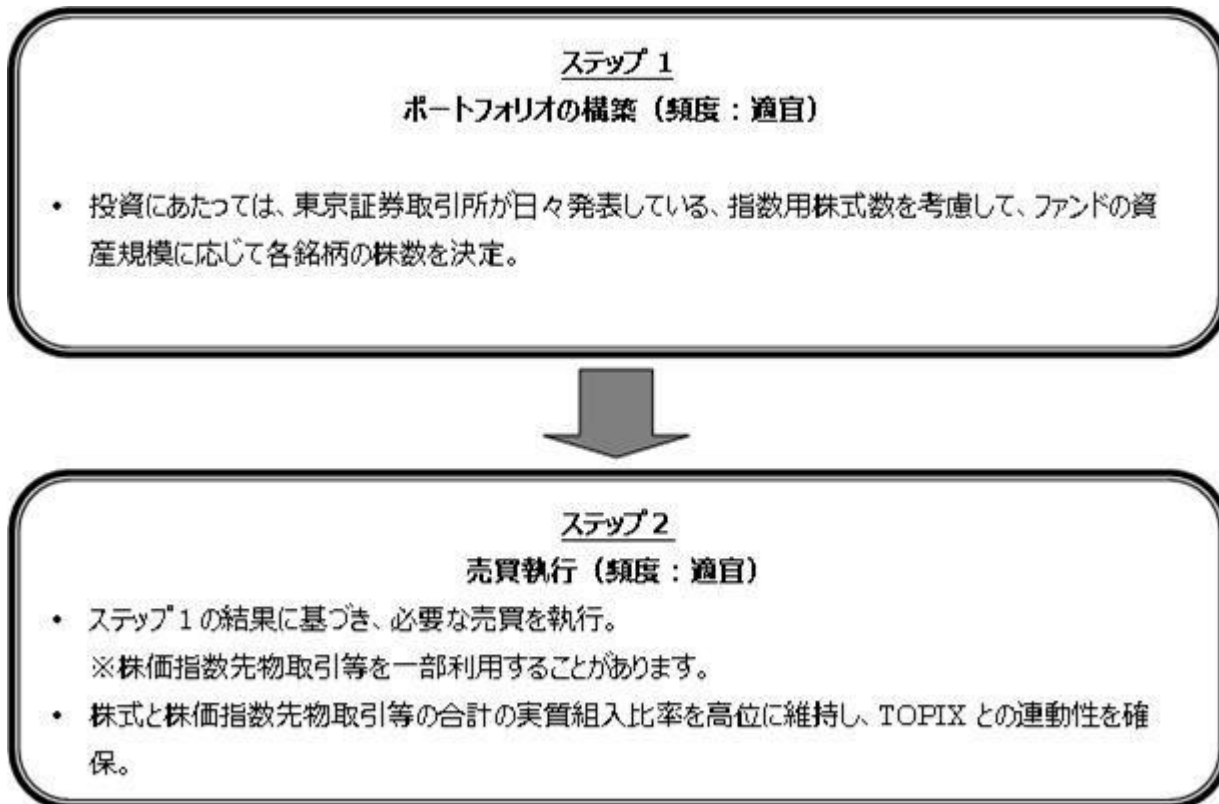 ステップ 1
ポートフォリオの構築（頻度：適宜）
• 投資にあたっては、東京証券取引所が日々発表している、指数用株式数を考慮して、ファンドの資
産規模に応じて各銘柄の株数を決定。
ステップ 2
売買執行（頻度：適宜）
• ステップ 1 の結果に基づき、必要な売買を執行。
※株価指数先物取引等を一部利用することがあります。
• 株式と株価指数先物取引等の合計の実質組入比率を高位に維持し、TOPIX との連動性を確
保。